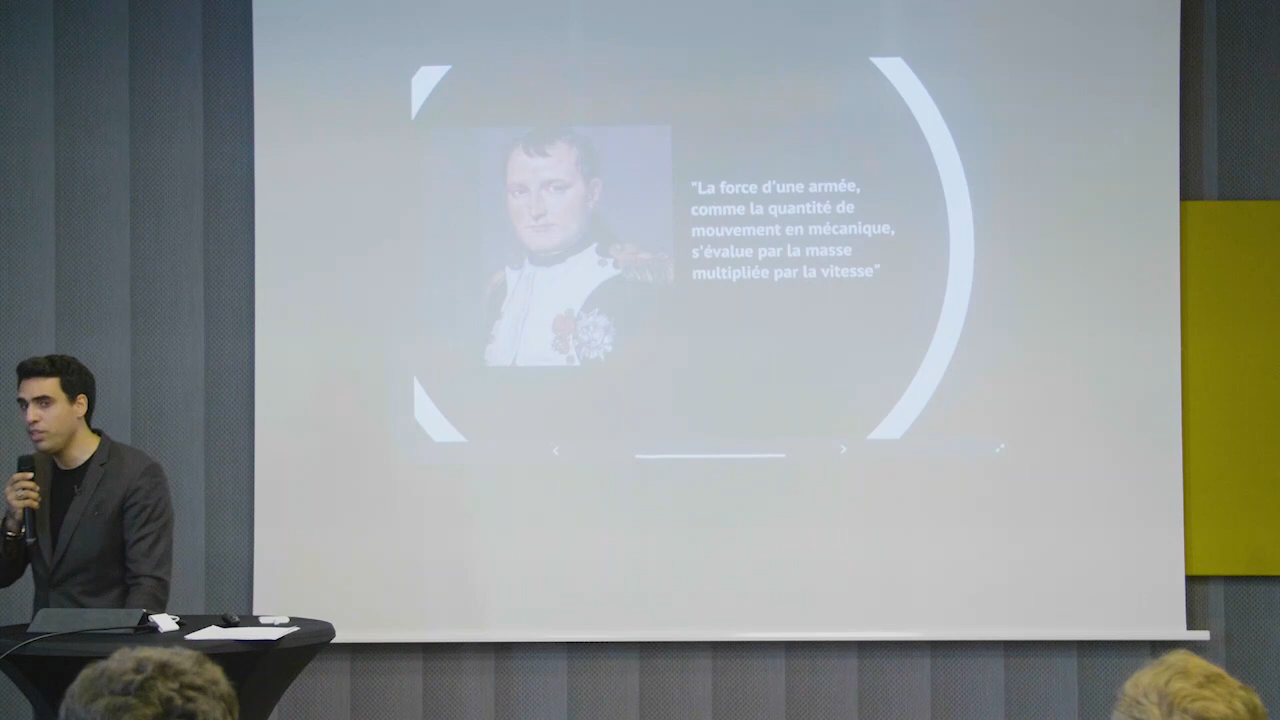 "La force d'une armée,
comme la quantité de
mouvement en mécanique,
s'évalue par la masse
multipliée par la vitesse"